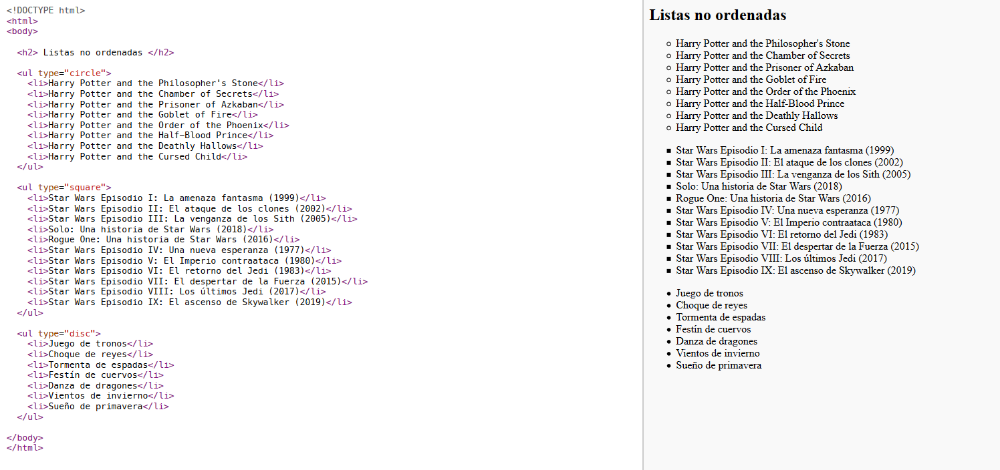 <!DOCTYPE html>
<html>
<body>
<h2> Listas no ordenadas </h2>
<ul type="circle">
<li>Harry Potter and the Philosopher's Stone</li>
<li>Harry Potter and the Chamber of Secrets</li>
<li>Harry Potter and the Prisoner of Azkaban</li>
<li>Harry Potter and the Goblet of Fire</li>
<li>Harry Potter and the Order of the Phoenix</li>
<li>Harry Potter and the Half-Blood Prince</li>
<li>Harry Potter and the Deathly Hallows</li>
<li>Harry Potter and the Cursed Child</li>
</ul>
<ul type="square">
<li>Star Wars Episodio I: La amenaza fantasma (1999)</li>
<li>Star Wars Episodio II: El ataque de los clones (2002)</li>
<li>Star Wars Episodio III: La venganza de los Sith (2005)</li>
<li>Solo: Una historia de Star Wars (2018)</li>
<li>Rogue One: Una historia de Star Wars (2016)</li>
<li>Star Wars Episodio IV: Una nueva esperanza (1977)</li>
<li>Star Wars Episodio V: El Imperio contraataca (1980)</li>
<li>Star Wars Episodio VI: El retorno del Jedi (1983)</li>
<li>Star Wars Episodio VII: El despertar de la Fuerza (2015)</li>
<li>Star Wars Episodio VIII: Los últimos Jedi (2017)</li>
<li>Star Wars Episodio IX: El ascenso de Skywalker (2019)</li>
</ul>
<ul type="disc">
<li>Juego de tronos</li>
<li>Choque de reyes</li>
<li>Tormenta de espadas</li>
<li>Festín de cuervos</li>
<li>Danza de dragones</li>
<li>Vientos de invierno</li>
<li>Sueño de primavera</li>
</ul>
</body>
</html>
Listas no ordenadas
Harry Potter and the Philosopher's Stone
Harry Potter and the Chamber of Secrets
Harry Potter and the Prisoner of Azkaban
Harry Potter and the Goblet of Fire
Harry Potter and the Order of the Phoenix
Harry Potter and the Half-Blood Prince
Harry Potter and the Deathly Hallows
Harry Potter and the Cursed Child
Star Wars Episodio I: La amenaza fantasma (1999)
Star Wars Episodio II: El ataque de los clones (2002)
Star Wars Episodio III: La venganza de los Sith (2005)
Solo: Una historia de Star Wars (2018)
Rogue One: Una historia de Star Wars (2016)
Star Wars Episodio IV: Una nueva esperanza (1977)
Star Wars Episodio V: El Imperio contraataca (1980)
Star Wars Episodio VI: El retorno del Jedi (1983)
Star Wars Episodio VII: El despertar de la Fuerza (2015)
Star Wars Episodio VIII: Los últimos Jedi (2017)
Star Wars Episodio IX: El ascenso de Skywalker (2019)
Juego de tronos
Choque de reyes
Tormenta de espadas
Festín de cuervos
Danza de dragones
Vientos de invierno
Sueño de primavera